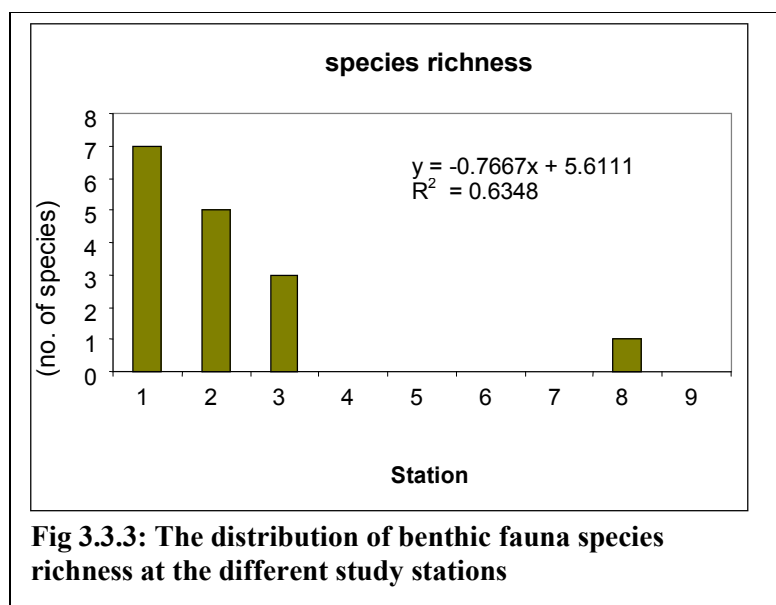 species richness
8
7
6
5
4
3
2
1
0
(no. of species)
y = -0.7667x + 5.6111
R² = 0.6348
1 2 3 4 5 6 7 8 9
Station
Fig 3.3.3: The distribution of benthic fauna species
richness at the different study stations